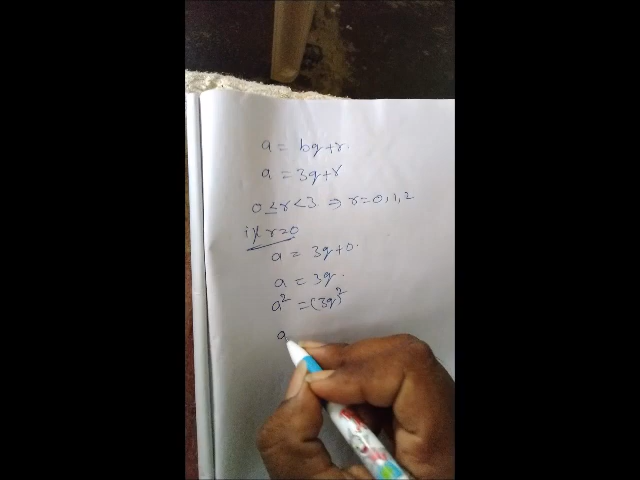 a = bq+r.
a = 3q+r
0 ≤ r < 3 ⇒ r = 0, 1, 2
if r=0
a = 3q+0.
a = 3q.
a² = (3q)²
a